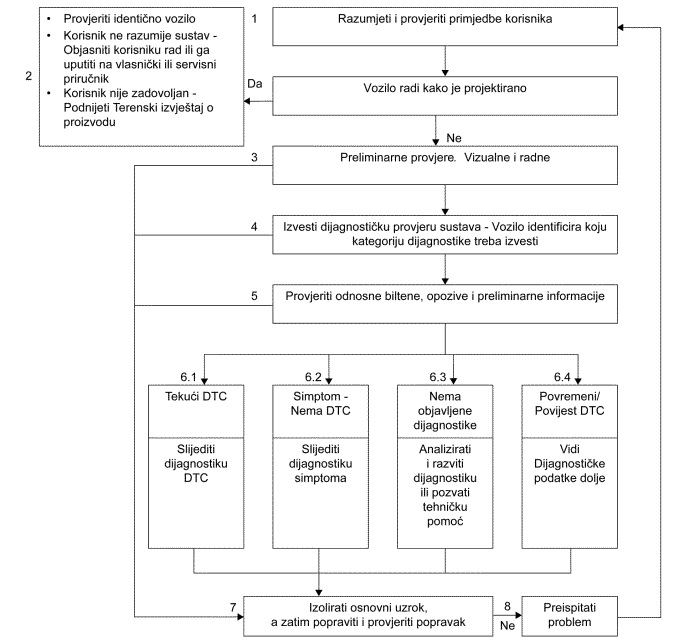 1
Razumjeti i provjeriti primjedbe korisnika
2
• Provjeriti identično vozilo
• Korisnik ne razumije sustav -
Objasniti korisniku rad ili ga
uputiti na vlasnički ili servisni
priručnik
• Korisnik nije zadovoljan -
Podnijeti Terenski izvještaj o
proizvodu
Da
Vozilo radi kako je projektirano
Ne
3
Preliminarne provjere. Vizualne i radne
4
Izvesti dijagnostičku provjeru sustava - Vozilo identificira koju
kategoriju dijagnostike treba izvesti
5
Provjeriti odnosne biltene, opozive i preliminarne informacije
6.1
Tekući DTC
Slijediti
dijagnostiku
DTC
6.2
Simptom -
Nema DTC
Slijediti
dijagnostiku
simptoma
6.3
Nema
objavljene
dijagnostike
Analizirati
i razviti
dijagnostiku
ili pozvati
tehničku
pomoć
6.4
Povremeni/
Povijest DTC
Vidi
Dijagnostičke
podatke dolje
7
Izolirati osnovni uzrok,
a zatim popraviti i provjeriti popravak
8
Ne
Preispitati
problem